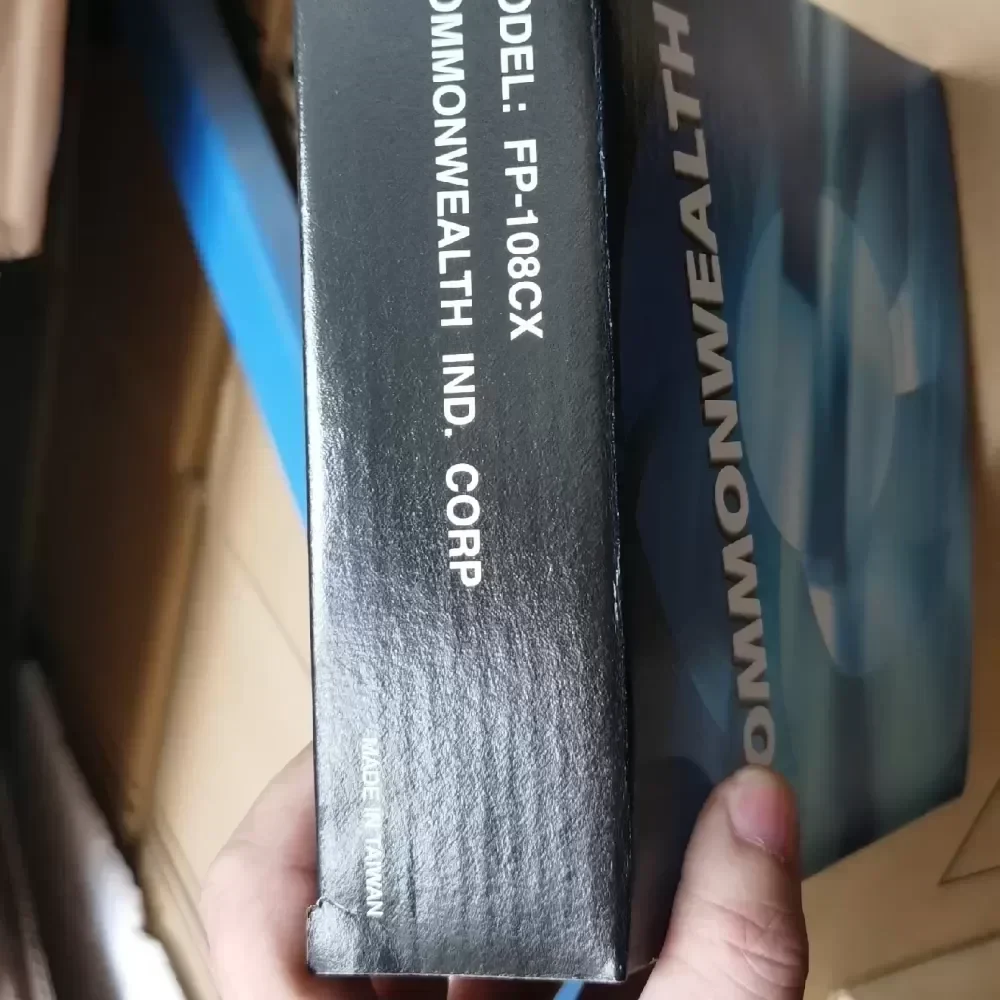 ODEL: FP-108CX
OMMONWEALTH IND. CORP
MADE IN TAIWAN
OMMONWEALTH